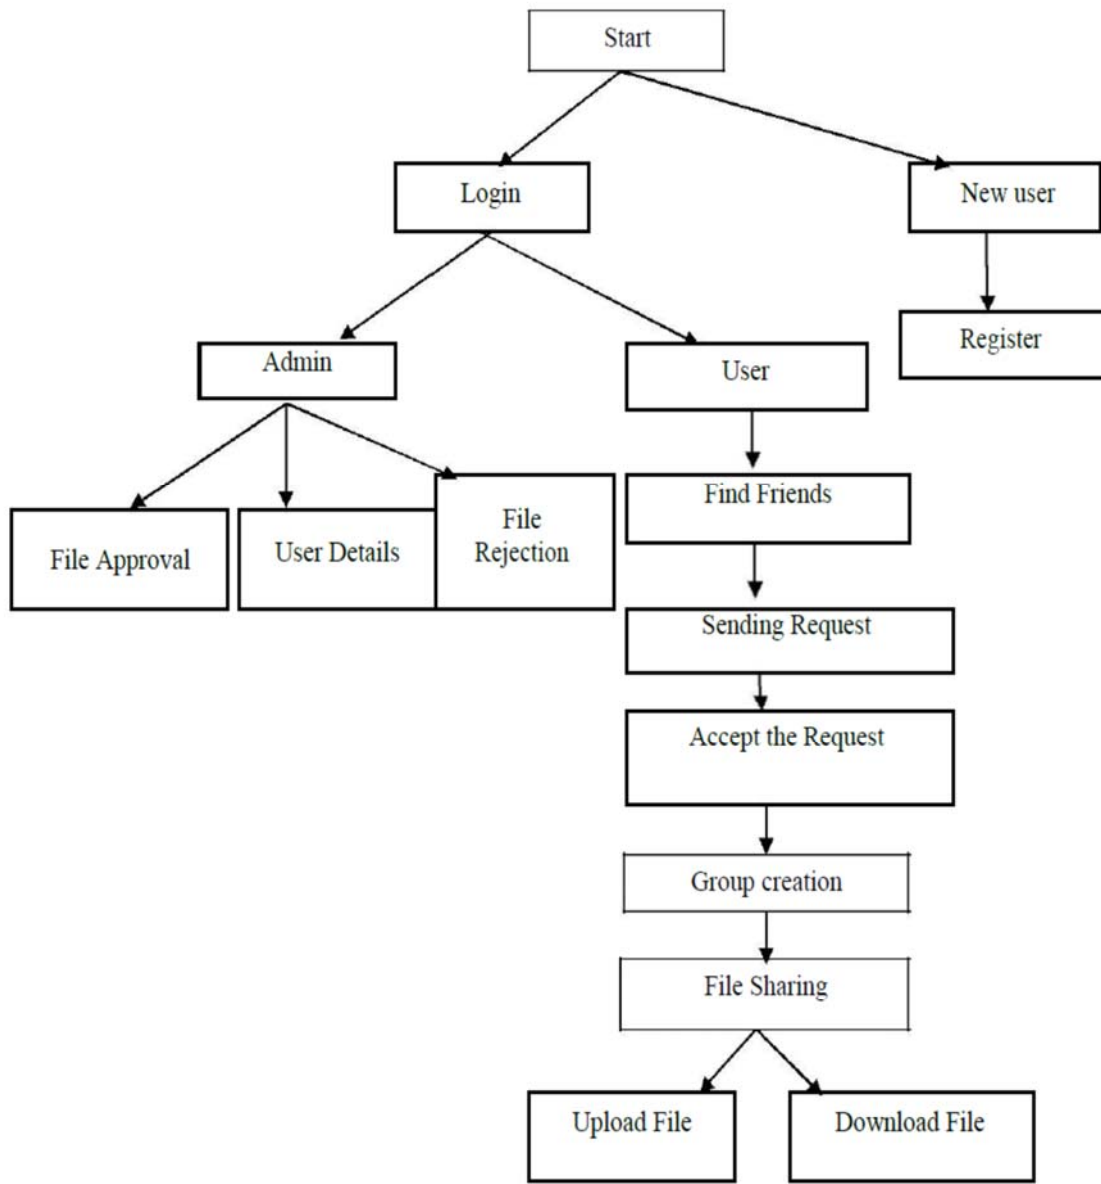 Start
Login
New user
Register
Admin
User
File Approval
User Details
File
Rejection
Find Friends
Sending Request
Accept the Request
Group creation
File Sharing
Upload File
Download File